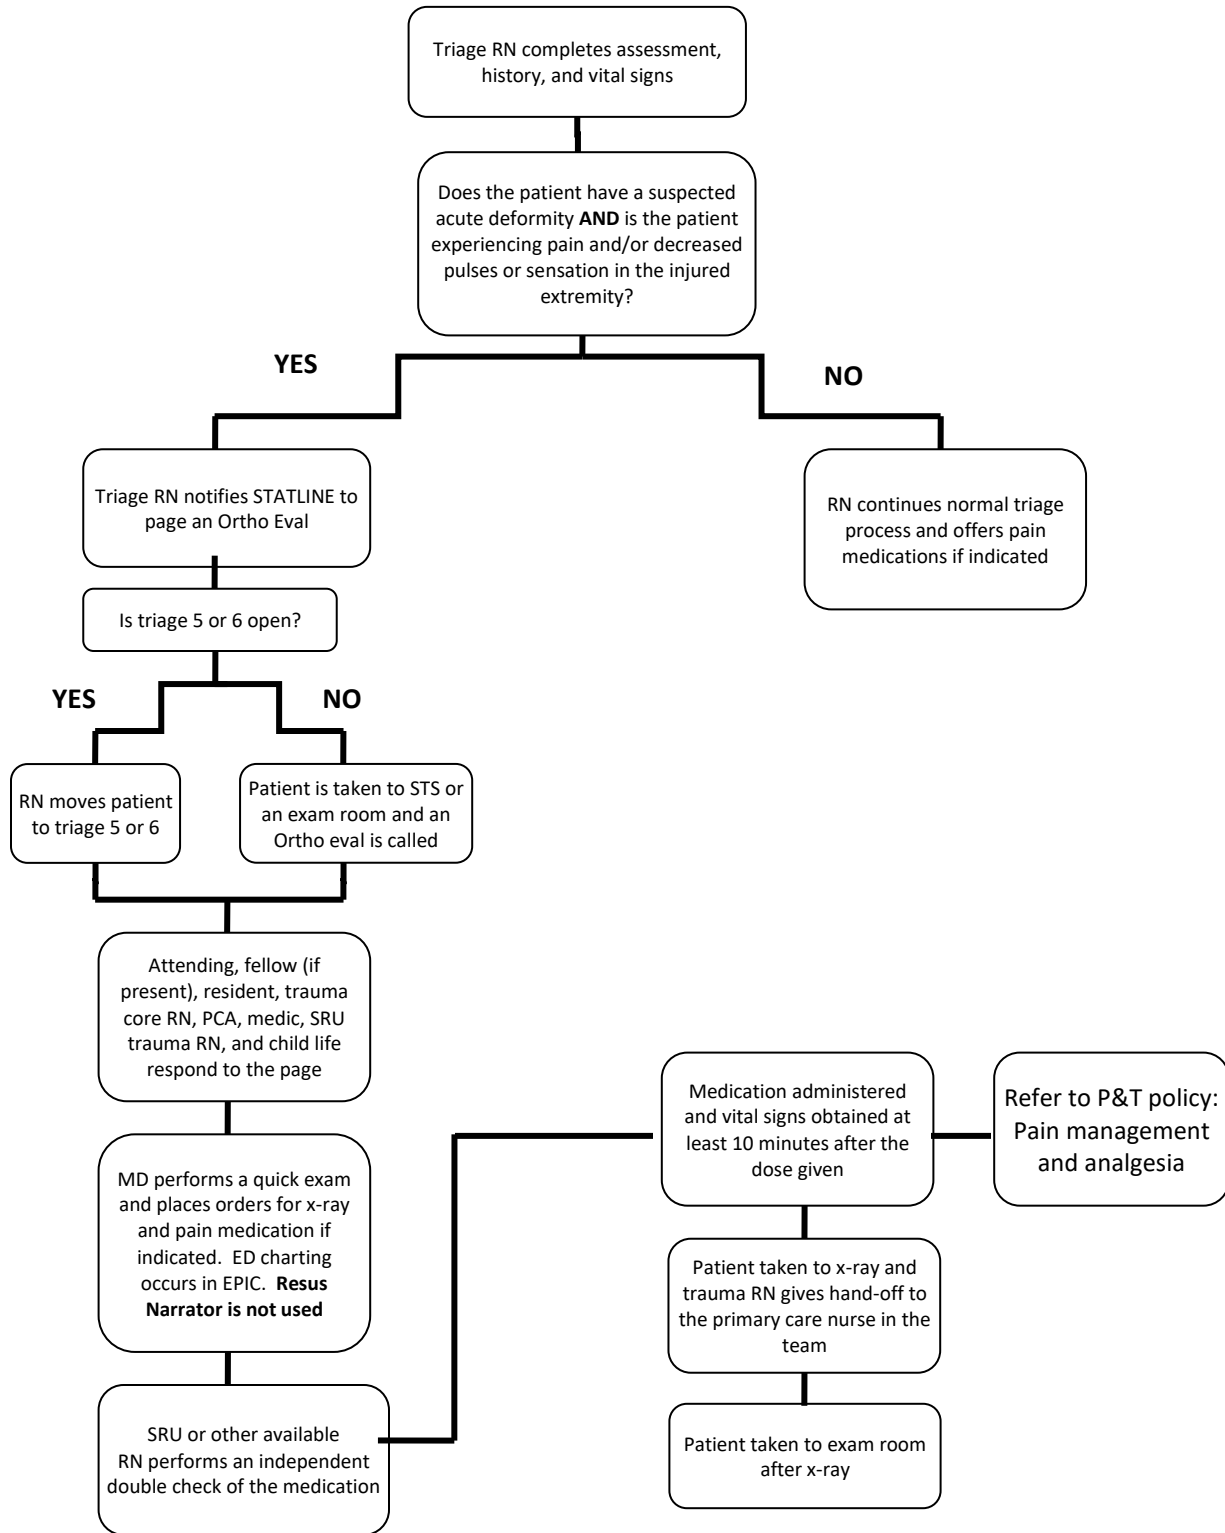 Triage RN completes assessment,
history, and vital signs
Does the patient have a suspected
acute deformity AND is the patient
experiencing pain and/or decreased
pulses or sensation in the injured
extremity?
YES
NO
Triage RN notifies STATLINE to
page an Ortho Eval
RN continues normal triage
process and offers pain
medications if indicated
Is triage 5 or 6 open?
YES
NO
RN moves patient
to triage 5 or 6
Patient is taken to STS or
an exam room and an
Ortho eval is called
Attending, fellow (if
present), resident, trauma
core RN, PCA, medic, SRU
trauma RN, and child life
respond to the page
MD performs a quick exam
and places orders for x-ray
and pain medication if
indicated.  ED charting
occurs in EPIC.  Resus
Narrator is not used
SRU or other available
RN performs an independent
double check of the medication
Medication administered
and vital signs obtained at
least 10 minutes after the
dose given
Refer to P&T policy:
Pain management
and analgesia
Patient taken to x-ray and
trauma RN gives hand-off to
the primary care nurse in the
team
Patient taken to exam room
after x-ray